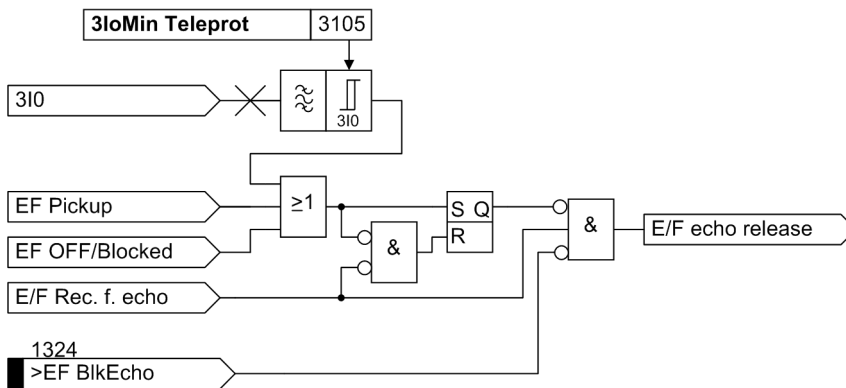 3IoMin Teleprot 3105
3I0
3I0
EF Pickup
≥1
S Q
R
&
&
E/F echo release
EF OFF/Blocked
E/F Rec. f. echo
1324
>EF BlkEcho